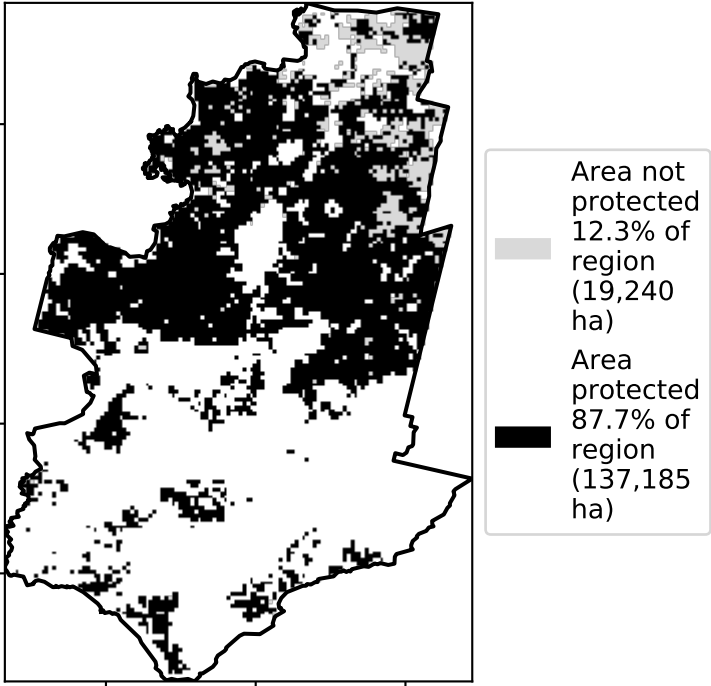 Area not
protected
12.3% of
region
(19,240
ha)
Area
protected
87.7% of
region
(137,185
ha)